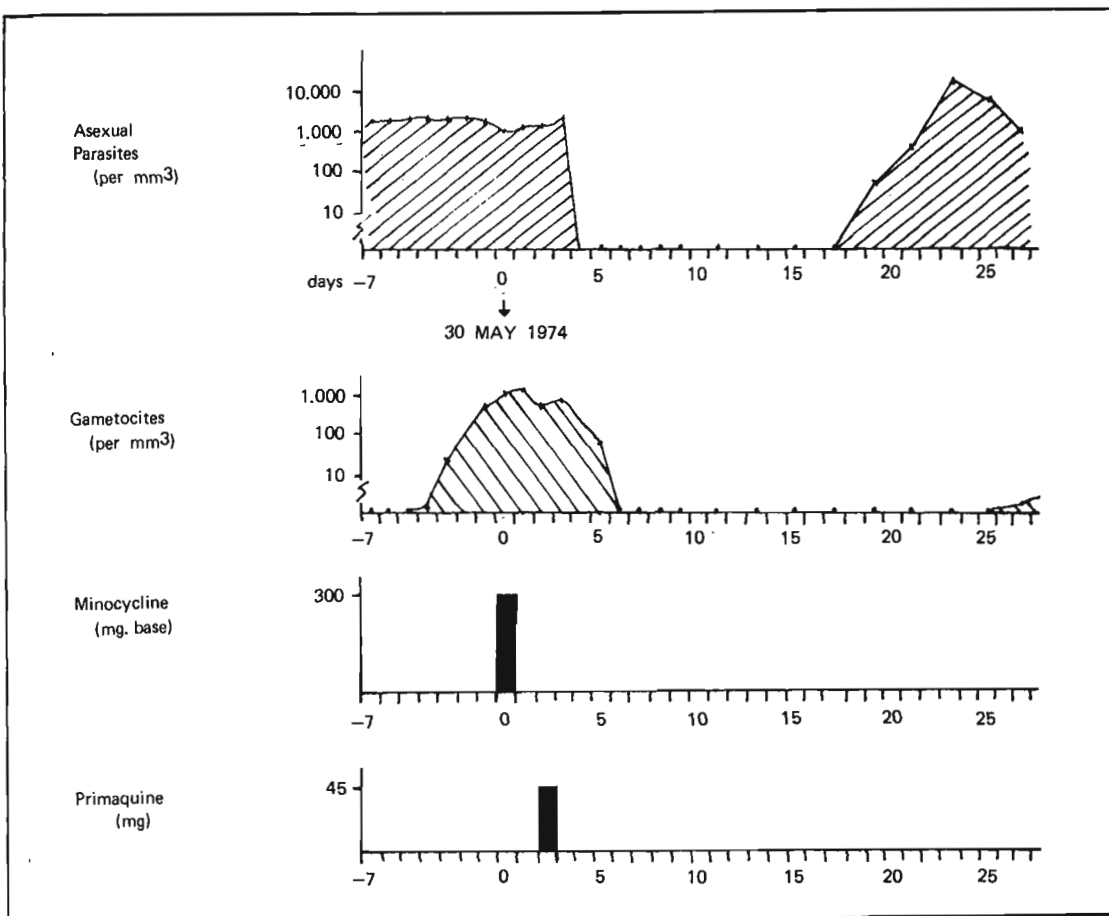 Asexual
Parasites
(per mm3)
10.000
1.000
100
10
days -7 0 5 10 15 20 25
30 MAY 1974
Gametocites
(per mm3)
1.000
100
10
-7 0 5 10 15 20 25
Minocycline
(mg. base)
300
-7 0 5 10 15 20 25
Primaquine
(mg)
45
-7 0 5 10 15 20 25